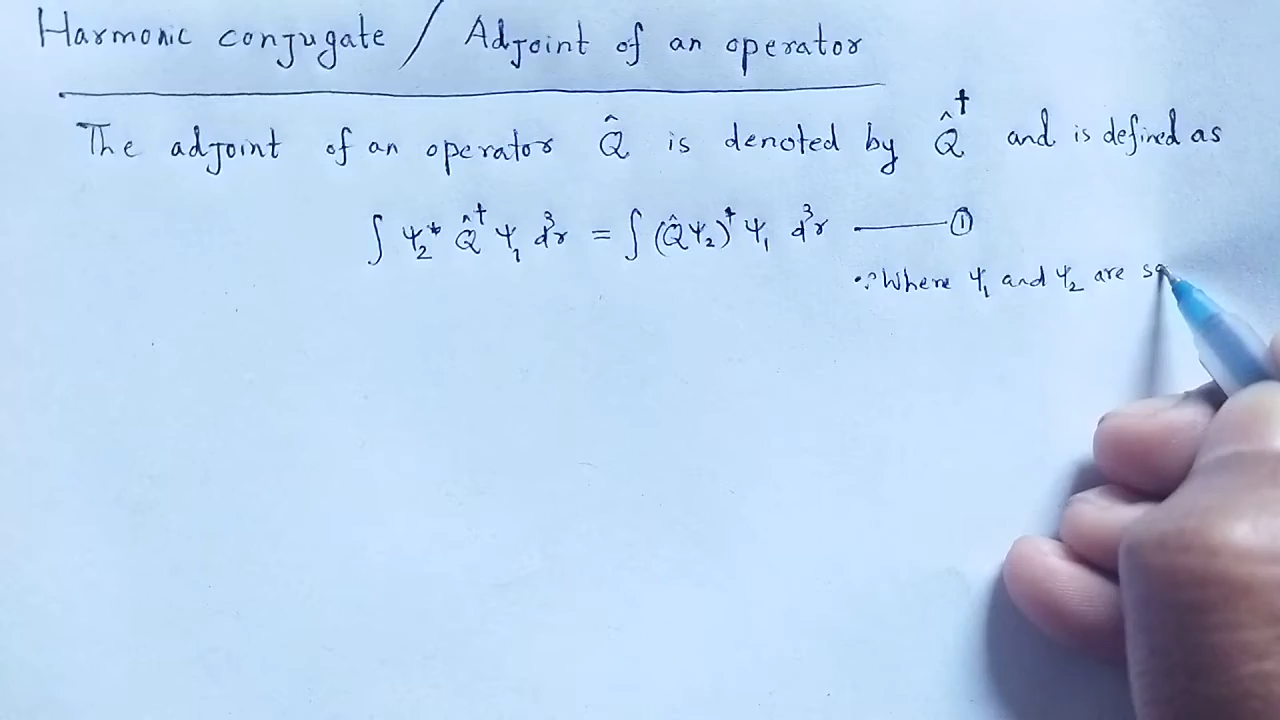 Harmonic conjugate / Adjoint of an operator
The adjoint of an operator Q̂ is denoted by Q̂† and is defined as
∫ Ψ₂* Q̂† Ψ₁ d³r = ∫ (Q̂Ψ₂)† Ψ₁ d³r ——— ①
∵ Where Ψ₁ and Ψ₂ are